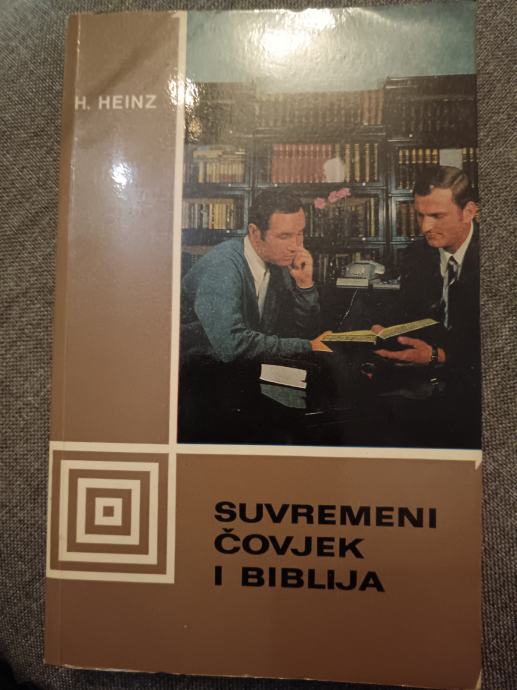 H. HEINZ
SUVREMENI
ČOVJEK
I BIBLIJA